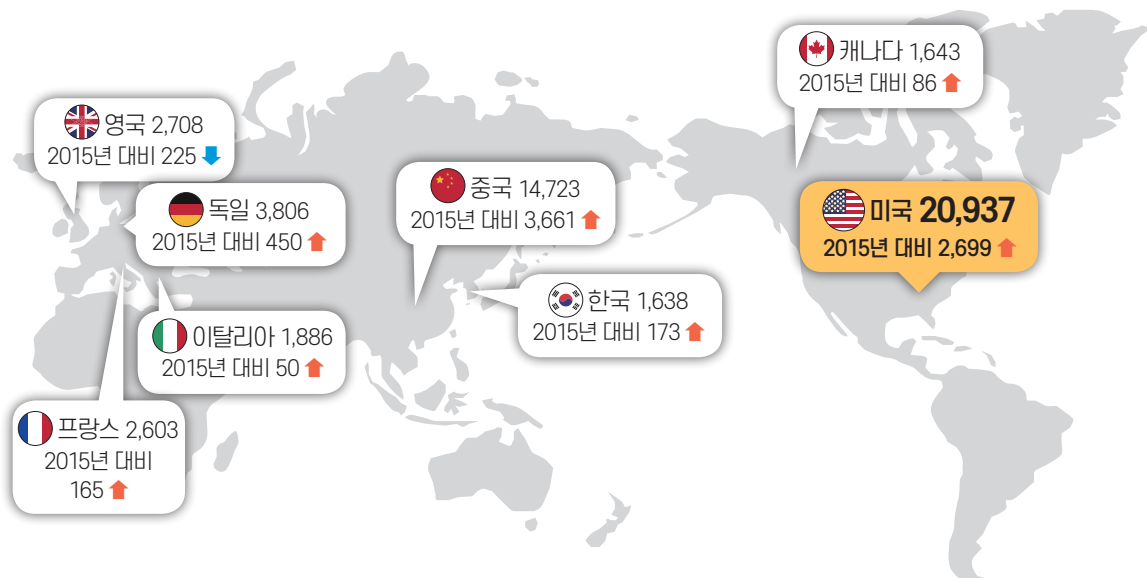 캐나다 1,643
2015년 대비 86
영국 2,708
2015년 대비 225
중국 14,723
2015년 대비 3,661
독일 3,806
2015년 대비 450
미국 20,937
2015년 대비 2,699
한국 1,638
2015년 대비 173
이탈리아 1,886
2015년 대비 50
프랑스 2,603
2015년 대비
165